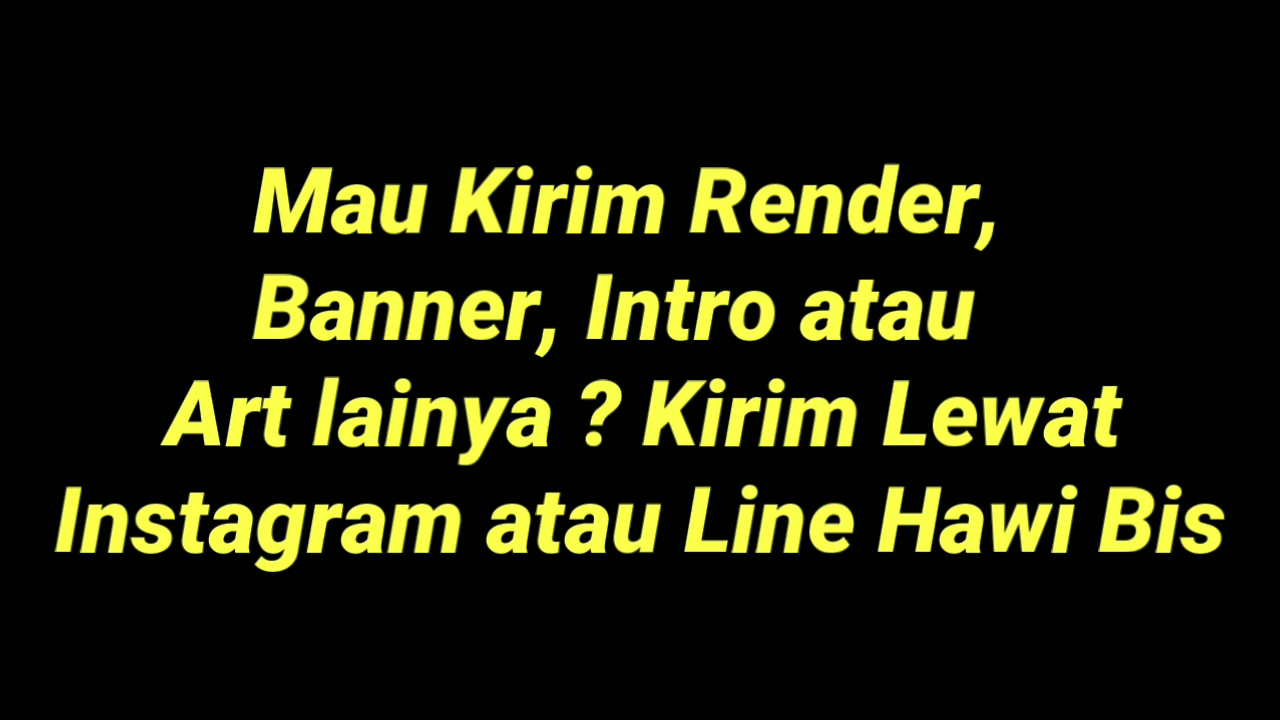 Mau Kirim Render,
Banner, Intro atau
Art lainya ? Kirim Lewat
Instagram atau Line Hawi Bis